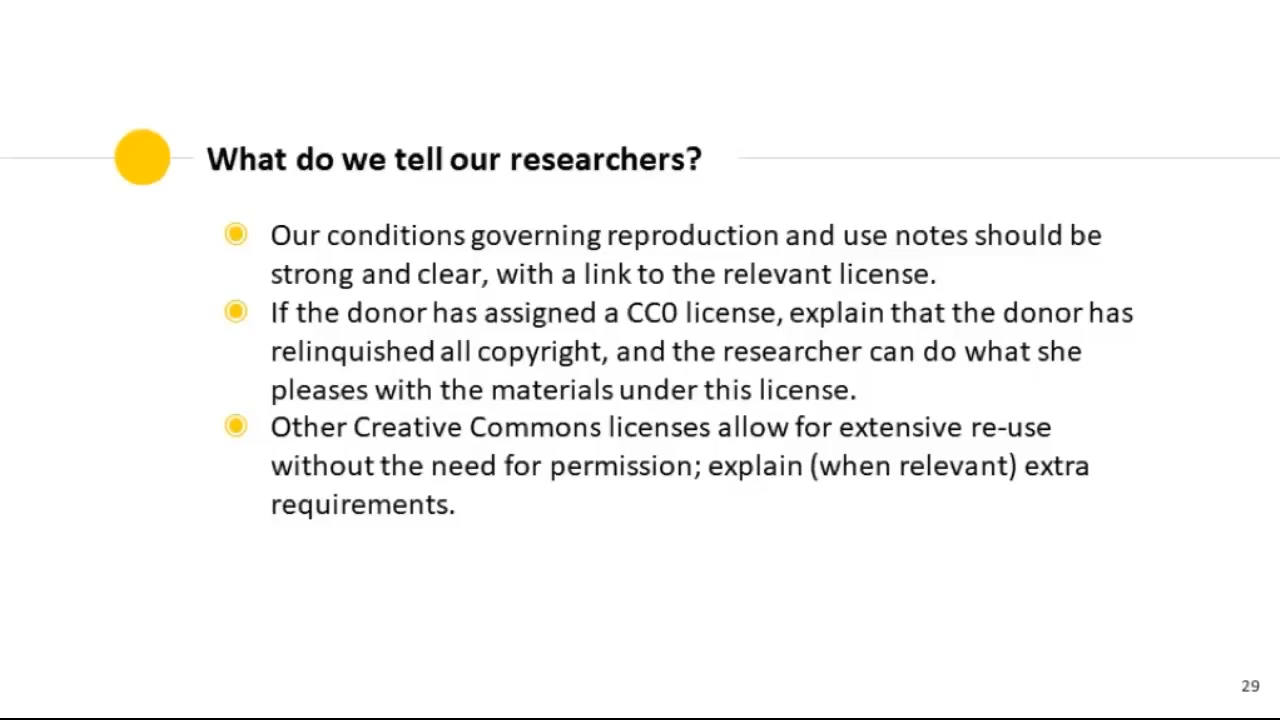 What do we tell our researchers?
Our conditions governing reproduction and use notes should be
strong and clear, with a link to the relevant license.
If the donor has assigned a CC0 license, explain that the donor has
relinquished all copyright, and the researcher can do what she
pleases with the materials under this license.
Other Creative Commons licenses allow for extensive re-use
without the need for permission; explain (when relevant) extra
requirements.
29